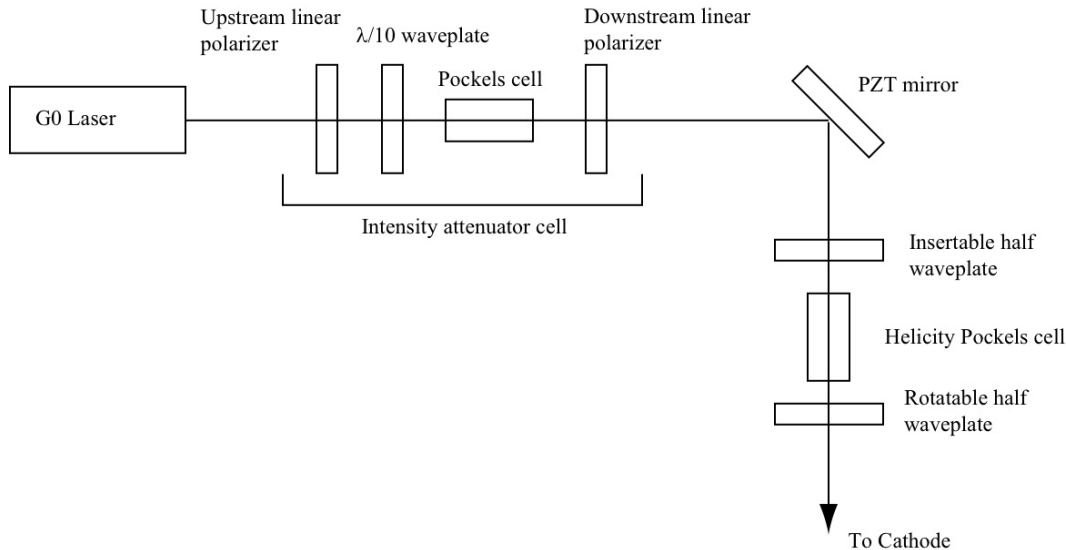 Upstream linear
polarizer
λ/10 waveplate
Pockels cell
Downstream linear
polarizer
PZT mirror
G0 Laser
Intensity attenuator cell
Insertable half
waveplate
Helicity Pockels cell
Rotatable half
waveplate
To Cathode